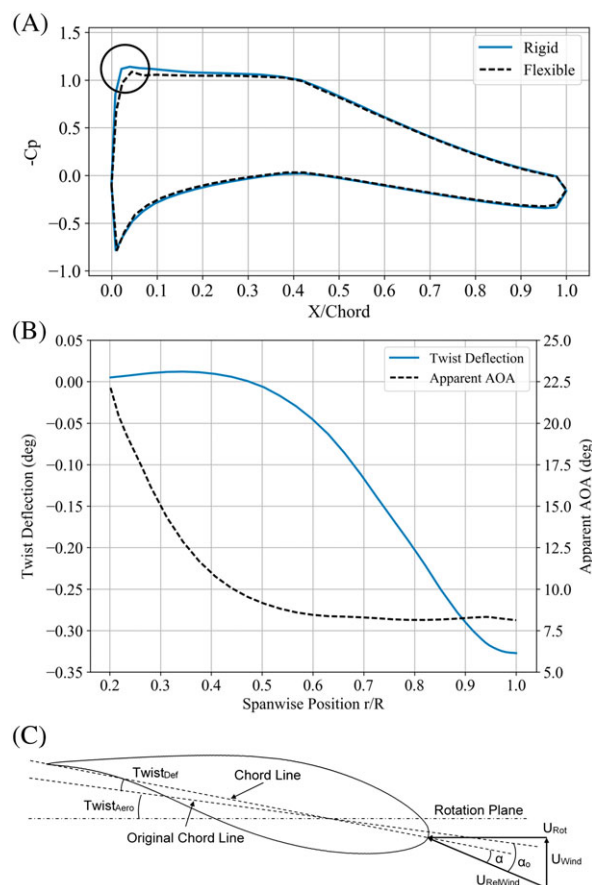 (A)
1.5
1.0
0.5
0.0
−0.5
−1.0
-Cp
Rigid
Flexible
0.0 0.1 0.2 0.3 0.4 0.5 0.6 0.7 0.8 0.9 1.0
X/Chord
(B)
0.05
0.00
−0.05
−0.10
−0.15
−0.20
−0.25
−0.30
−0.35
Twist Deflection (deg)
Twist Deflection
Apparent AOA
25.0
22.5
20.0
17.5
15.0
12.5
10.0
7.5
5.0
Apparent AOA (deg)
0.2 0.3 0.4 0.5 0.6 0.7 0.8 0.9 1.0
Spanwise Position r/R
(C)
TwistDef
Chord Line
TwistAero
Original Chord Line
Rotation Plane
URot
UWind
α αo
URelWind